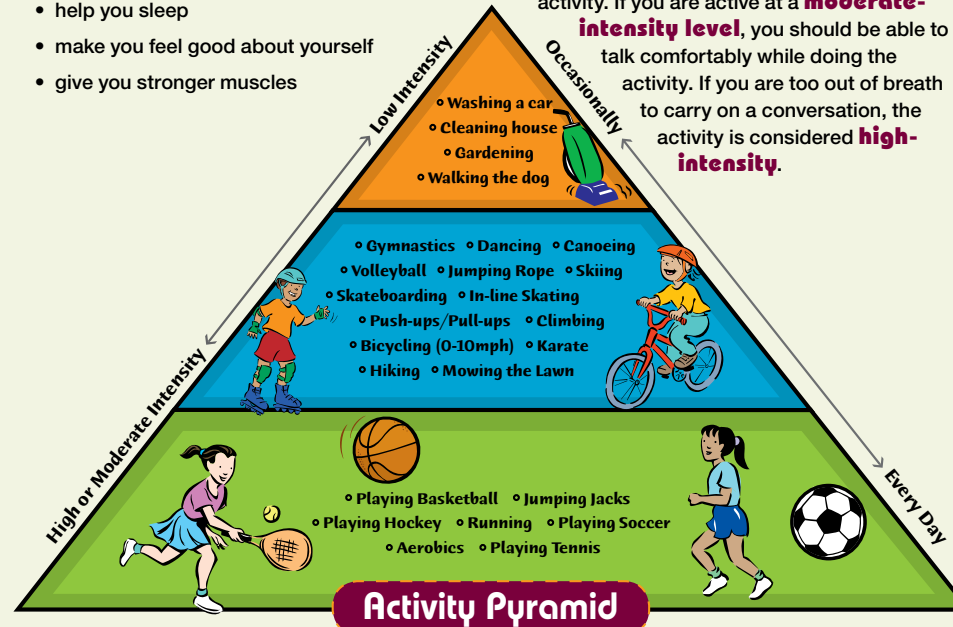 • help you sleep
• make you feel good about yourself
• give you stronger muscles
activity. If you are active at a moderate-
intensity level, you should be able to
talk comfortably while doing the
activity. If you are too out of breath
to carry on a conversation, the
activity is considered high-
intensity.
Low Intensity
Occasionally
Washing a car
Cleaning house
Gardening
Walking the dog
Gymnastics Dancing Canoeing
Volleyball Jumping Rope Skiing
Skateboarding In-line Skating
Push-ups/Pull-ups Climbing
Bicycling (0-10mph) Karate
Hiking Mowing the Lawn
High or Moderate Intensity
Every Day
Playing Basketball Jumping Jacks
Playing Hockey Running Playing Soccer
Aerobics Playing Tennis
Activity Pyramid